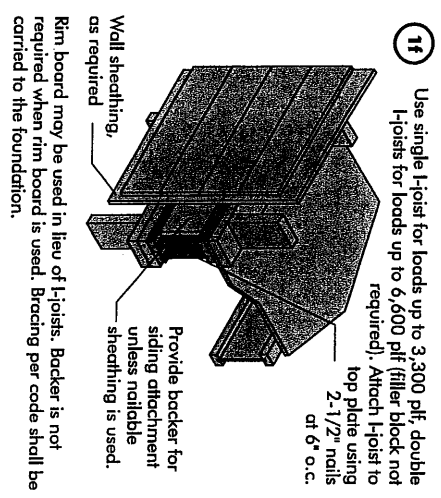 1f
Use single I-joist for loads up to 3,300 plf, double
I-joists for loads up to 6,600 plf (filler block not
required). Attach I-joist to
top plate using
2-1/2" nails
at 6" o.c.
Wall sheathing,
as required
Provide backer for
siding attachment
unless nailable
sheathing is used.
Rim board may be used in lieu of I-joists. Backer is not
required when rim board is used. Bracing per code shall be
carried to the foundation.